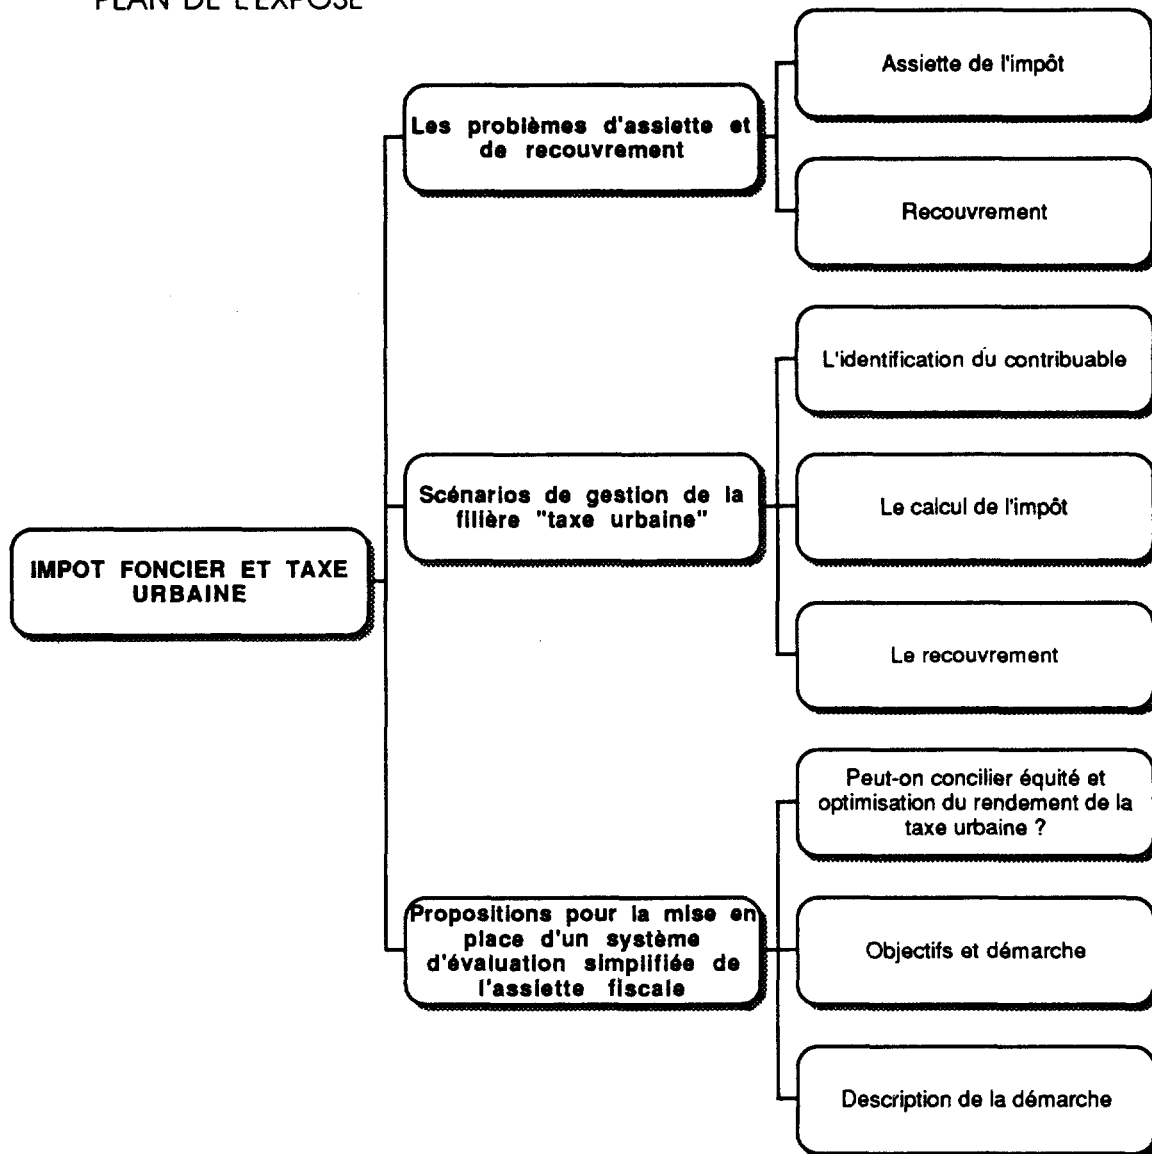 PLAN DE L'EXPOSE
Assiette de l'impôt
Les problèmes d'assiette et
de recouvrement
Recouvrement
L'identification du contribuable
Scénarios de gestion de la
filière "taxe urbaine"
Le calcul de l'impôt
IMPOT FONCIER ET TAXE
URBAINE
Le recouvrement
Peut-on concilier équité et
optimisation du rendement de la
taxe urbaine ?
Propositions pour la mise en
place d'un système
d'évaluation simplifiée de
l'assiette fiscale
Objectifs et démarche
Description de la démarche